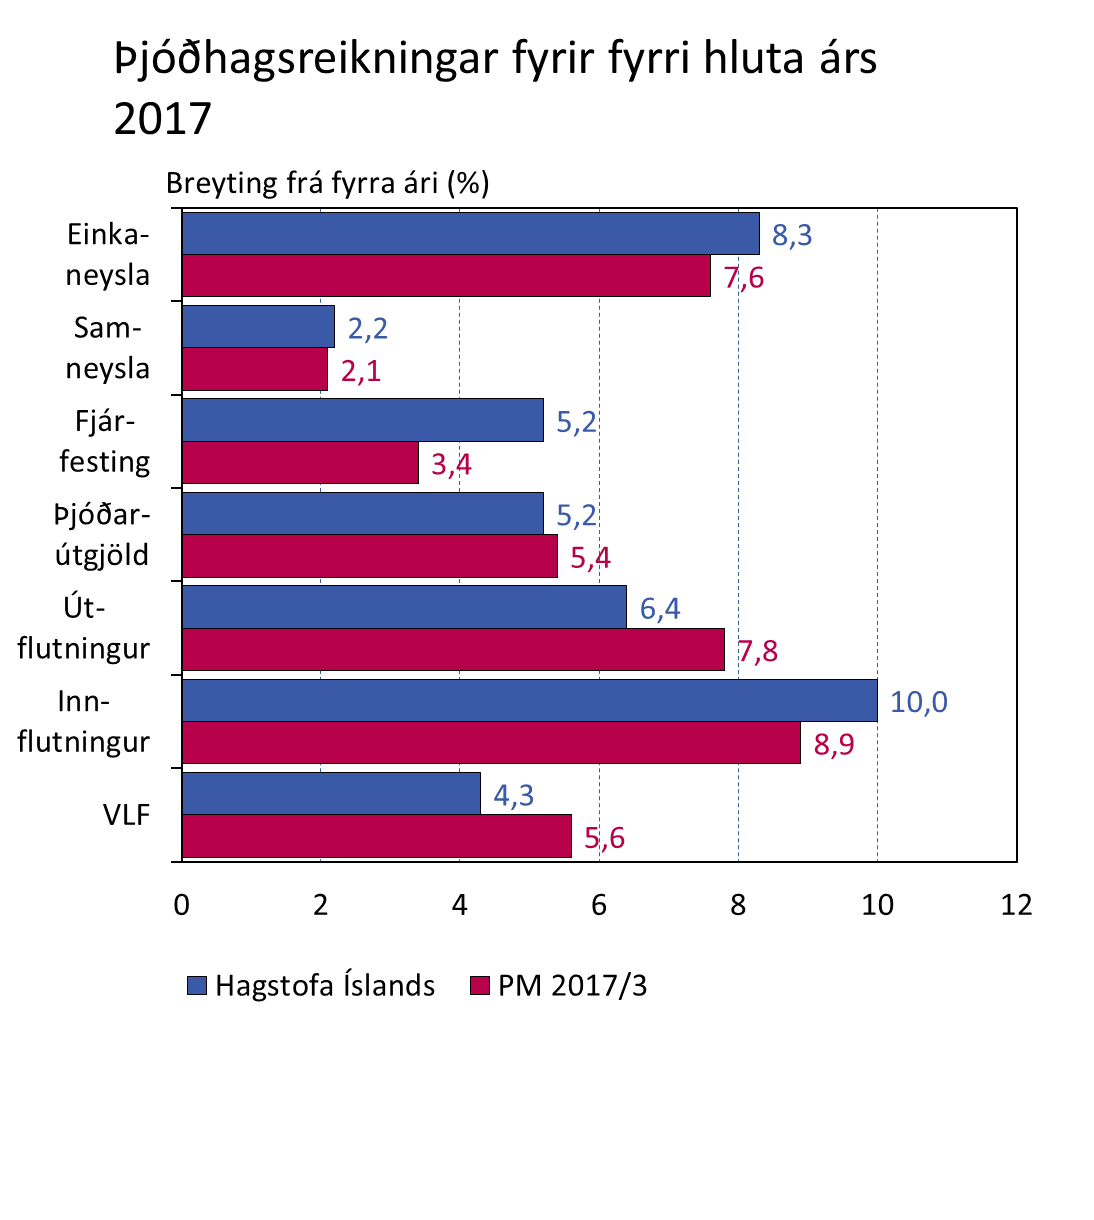 Þjóðhagsreikningar fyrir fyrri hluta árs
2017
Breyting frá fyrra ári (%)
Einka-
neysla
8,3
7,6
Sam-
neysla
2,2
2,1
Fjár-
festing
5,2
3,4
Þjóðar-
útgjöld
5,2
5,4
Út-
flutningur
6,4
7,8
Inn-
flutningur
10,0
8,9
VLF
4,3
5,6
0 2 4 6 8 10 12
Hagstofa Íslands PM 2017/3